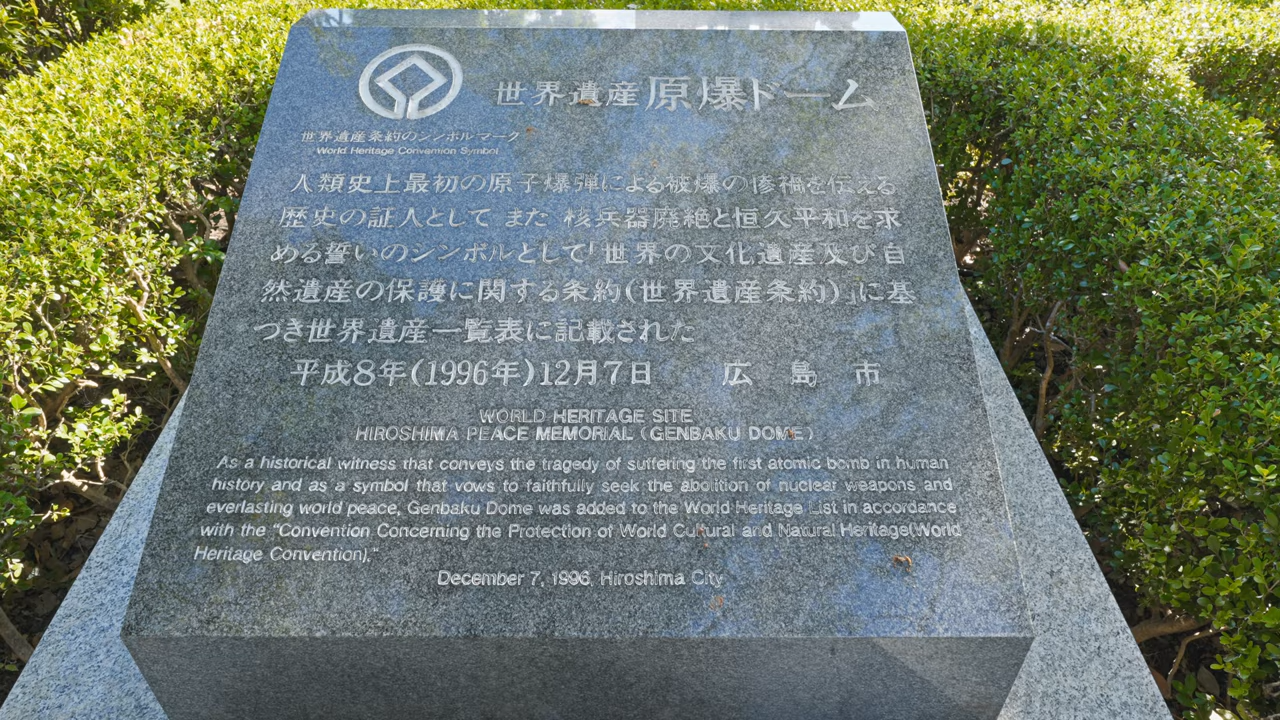 世界遺産 原爆ドーム
世界遺産条約のシンボルマーク
World Heritage Convention Symbol
人類史上最初の原子爆弾による被爆の惨禍を伝える
歴史の証人として また 核兵器廃絶と恒久平和を求
める誓いのシンボルとして「世界の文化遺産及び自
然遺産の保護に関する条約(世界遺産条約)」に基
づき世界遺産一覧表に記載された
平成8年(1996年)12月7日 広島市
WORLD HERITAGE SITE
HIROSHIMA PEACE MEMORIAL (GENBAKU DOME)
As a historical witness that conveys the tragedy of suffering the first atomic bomb in human
history and as a symbol that vows to faithfully seek the abolition of nuclear weapons and
everlasting world peace, Genbaku Dome was added to the World Heritage List in accordance
with the "Convention Concerning the Protection of World Cultural and Natural Heritage(World
Heritage Convention)."
December 7, 1996, Hiroshima City